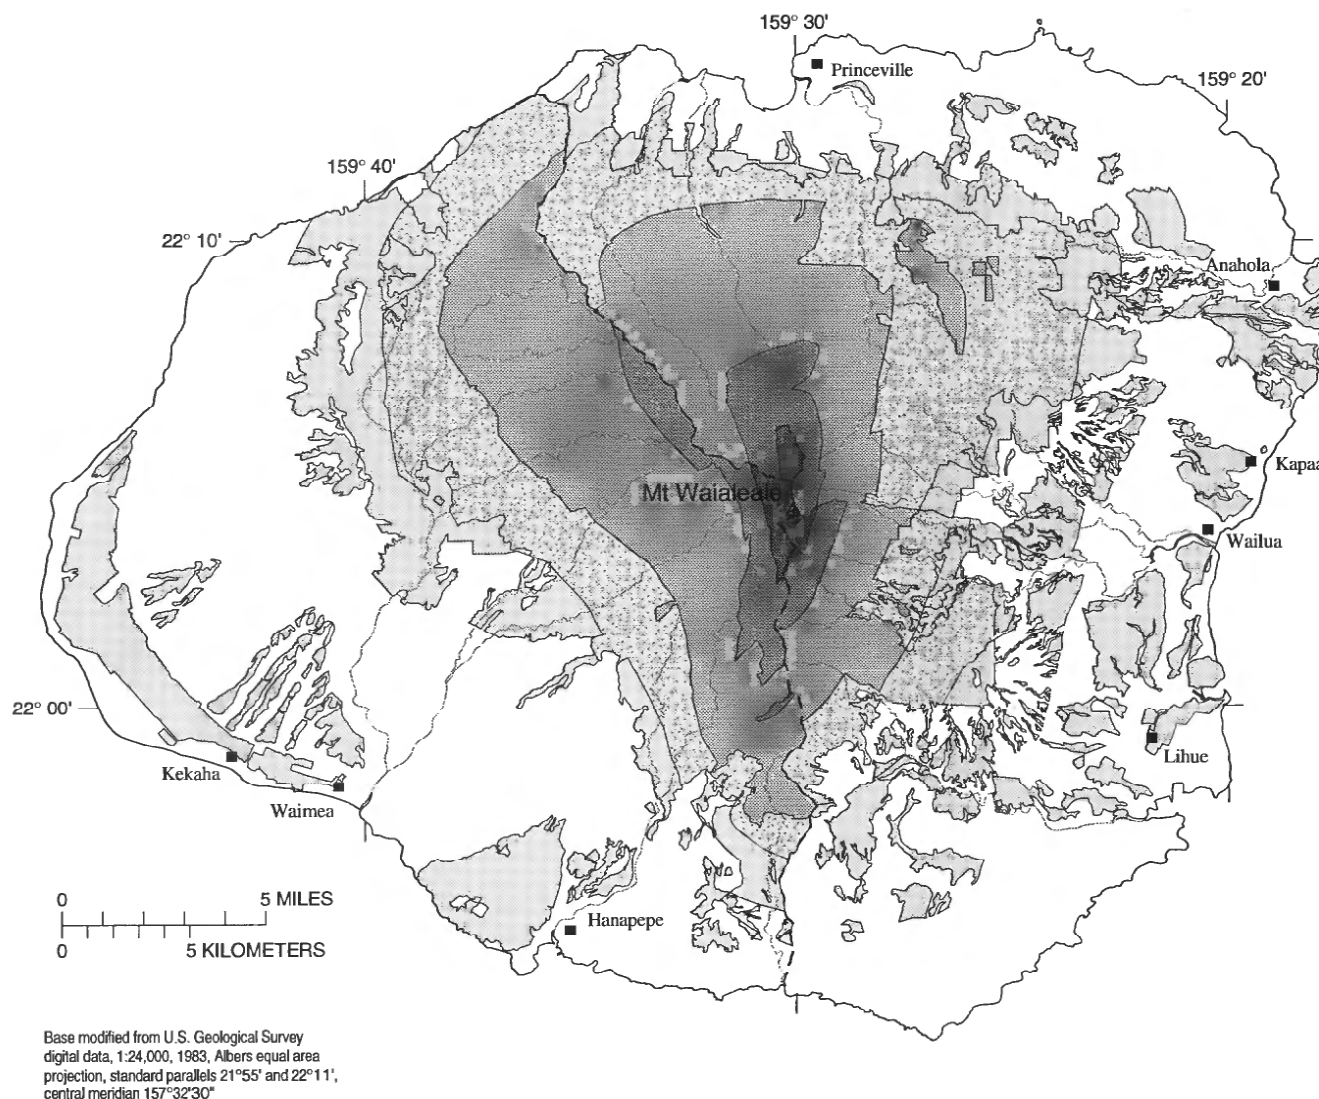 159° 30'
Princeville
159° 20'
159° 40'
22° 10'
Anahola
Kapaa
Mt Waialeale
Wailua
22° 00'
Lihue
Kekaha
Waimea
0 5 MILES
0 5 KILOMETERS
Hanapepe
Base modified from U.S. Geological Survey
digital data, 1:24,000, 1983, Albers equal area
projection, standard parallels 21°55' and 22°11',
central meridian 157°32'30"